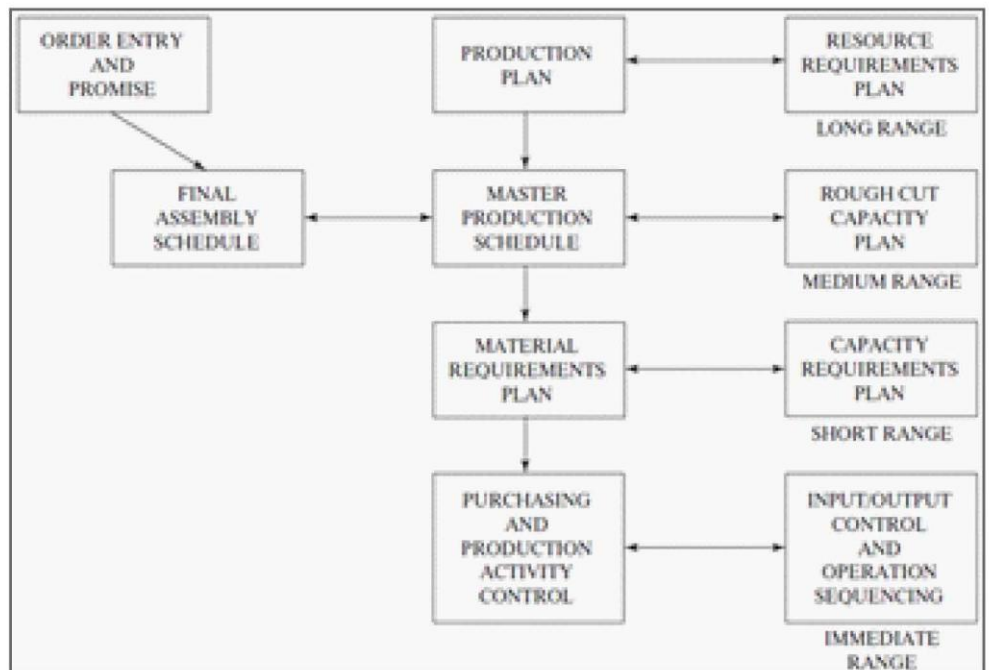 ORDER ENTRY
AND
PROMISE
PRODUCTION
PLAN
RESOURCE
REQUIREMENTS
PLAN
LONG RANGE
FINAL
ASSEMBLY
SCHEDULE
MASTER
PRODUCTION
SCHEDULE
ROUGH CUT
CAPACITY
PLAN
MEDIUM RANGE
MATERIAL
REQUIREMENTS
PLAN
CAPACITY
REQUIREMENTS
PLAN
SHORT RANGE
PURCHASING
AND
PRODUCTION
ACTIVITY
CONTROL
INPUT/OUTPUT
CONTROL
AND
OPERATION
SEQUENCING
IMMEDIATE
RANGE